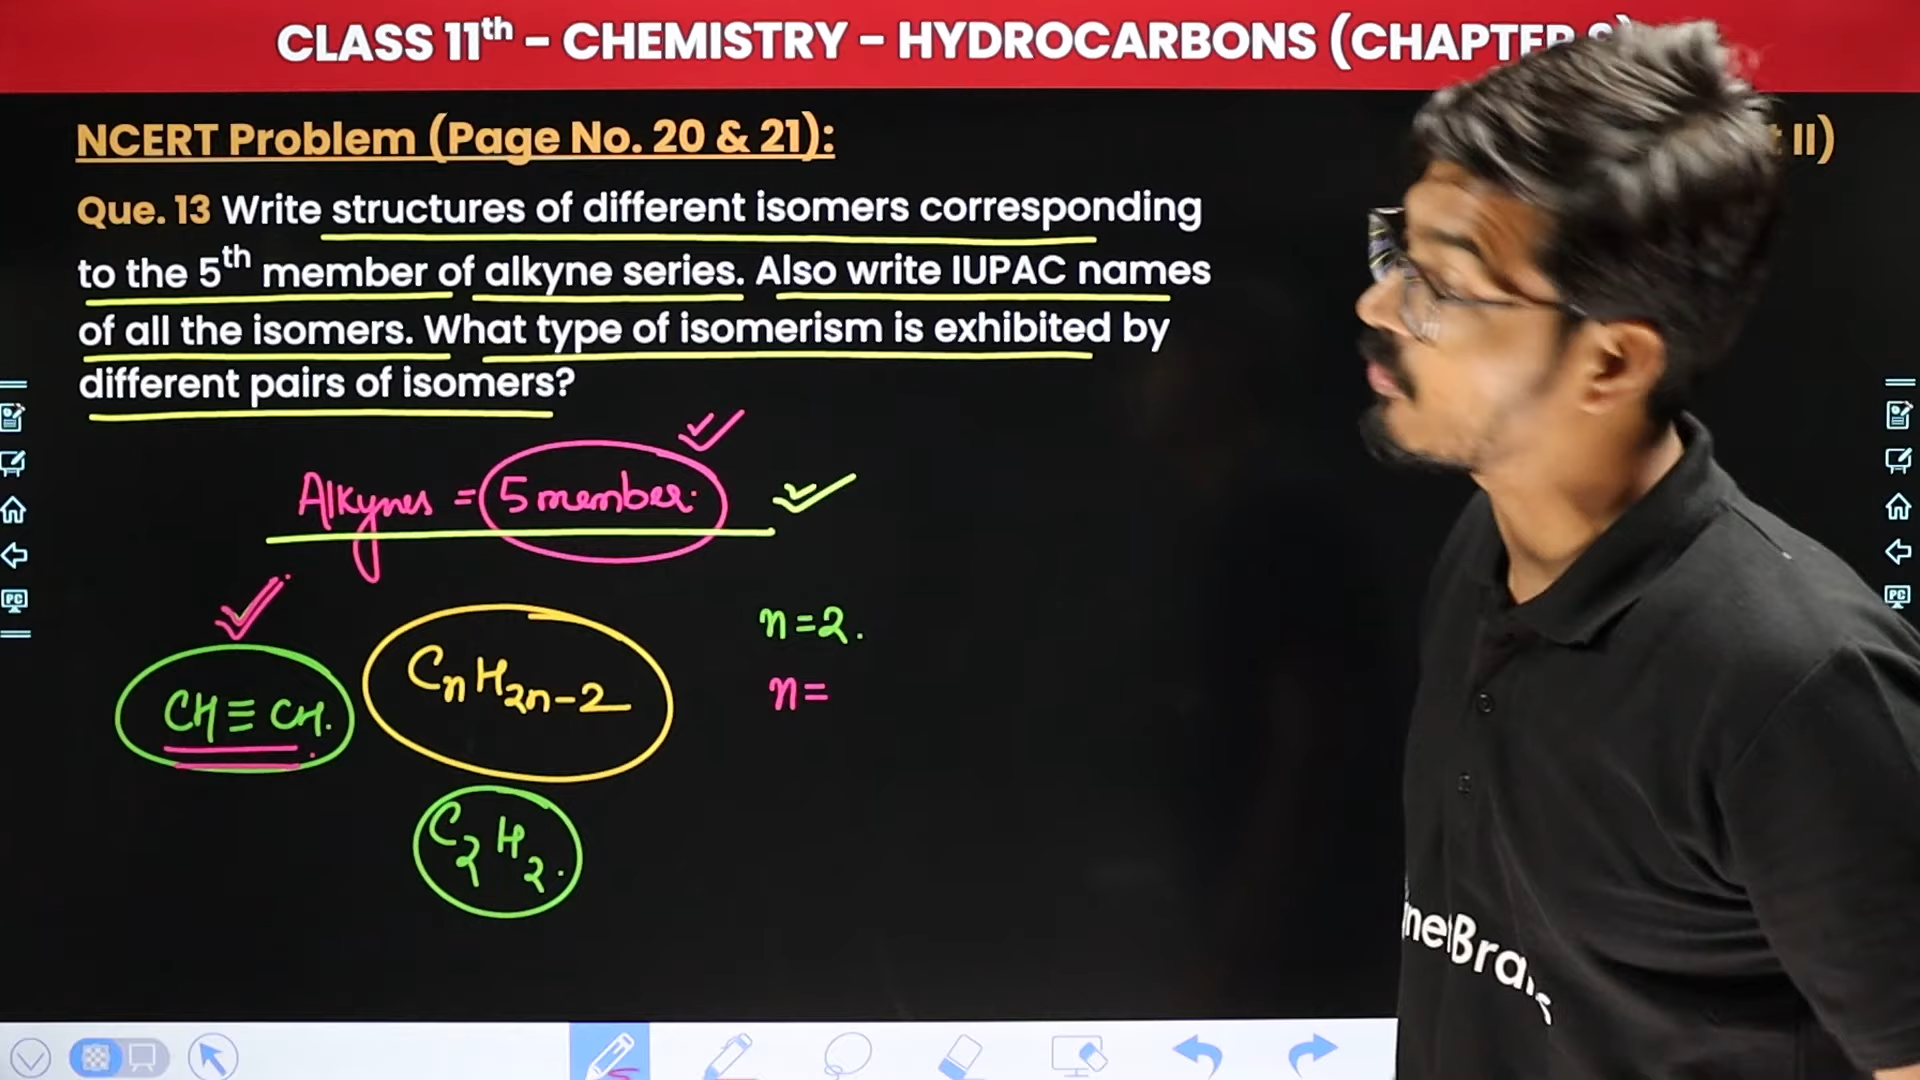 CLASS 11th - CHEMISTRY - HYDROCARBONS (CHAPTER
NCERT Problem (Page No. 20 & 21):
II)
Que. 13 Write structures of different isomers corresponding
to the 5th member of alkyne series. Also write IUPAC names
of all the isomers. What type of isomerism is exhibited by
different pairs of isomers?
Alkynes = 5 member.
CH≡CH.
CnH2n-2
n=2.
n=
C2H2.
PC
PC